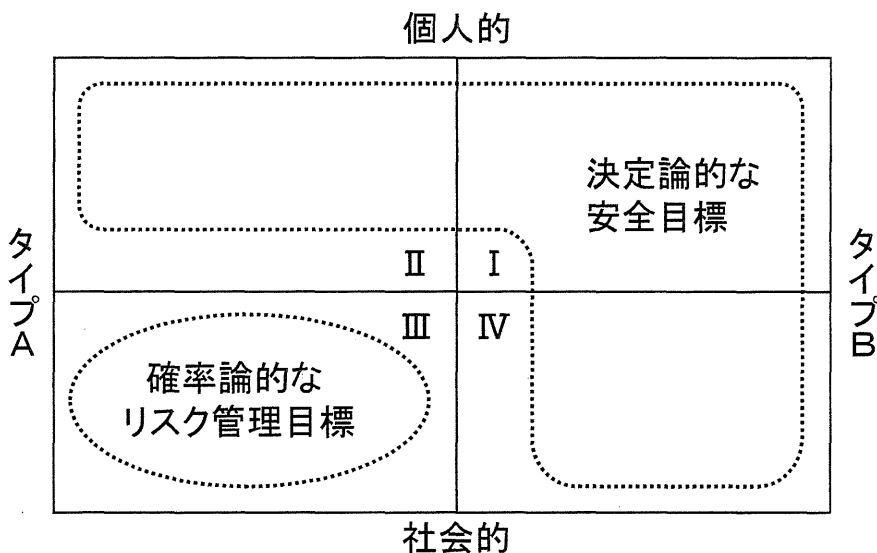 個人的
決定論的な
安全目標
タイプA
タイプB
Ⅱ
Ⅰ
Ⅲ
Ⅳ
確率論的な
リスク管理目標
社会的